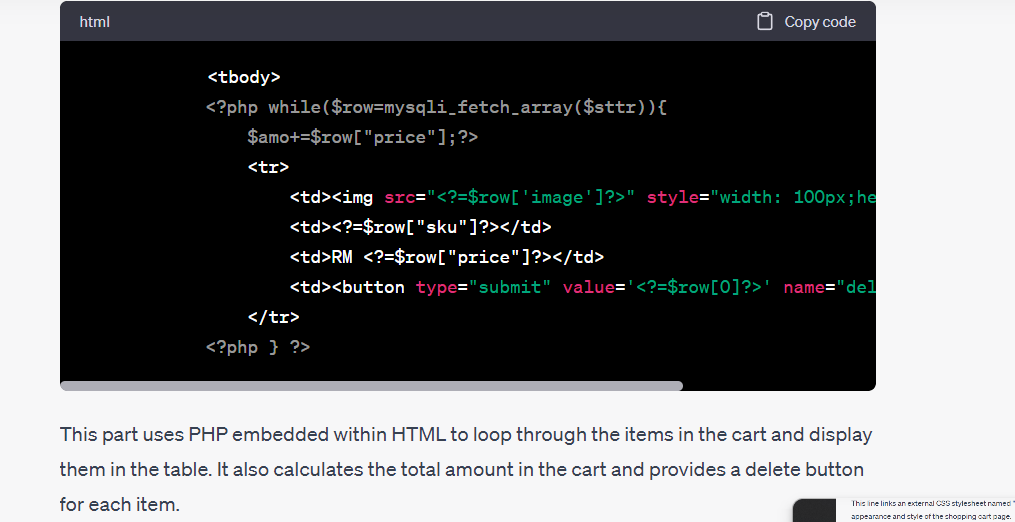 html
Copy code
<tbody>
<?php while($row=mysqli_fetch_array($sttr)){
$amo+=$row["price"];?>
<tr>
<td><img src="<?=$row['image']?>" style="width: 100px;he
<td><?=$row["sku"]?></td>
<td>RM <?=$row["price"]?></td>
<td><button type="submit" value='<?=$row[0]?>' name="del
</tr>
<?php } ?>
This part uses PHP embedded within HTML to loop through the items in the cart and display
them in the table. It also calculates the total amount in the cart and provides a delete button
for each item.
This line links an external CSS stylesheet named "
appearance and style of the shopping cart page.